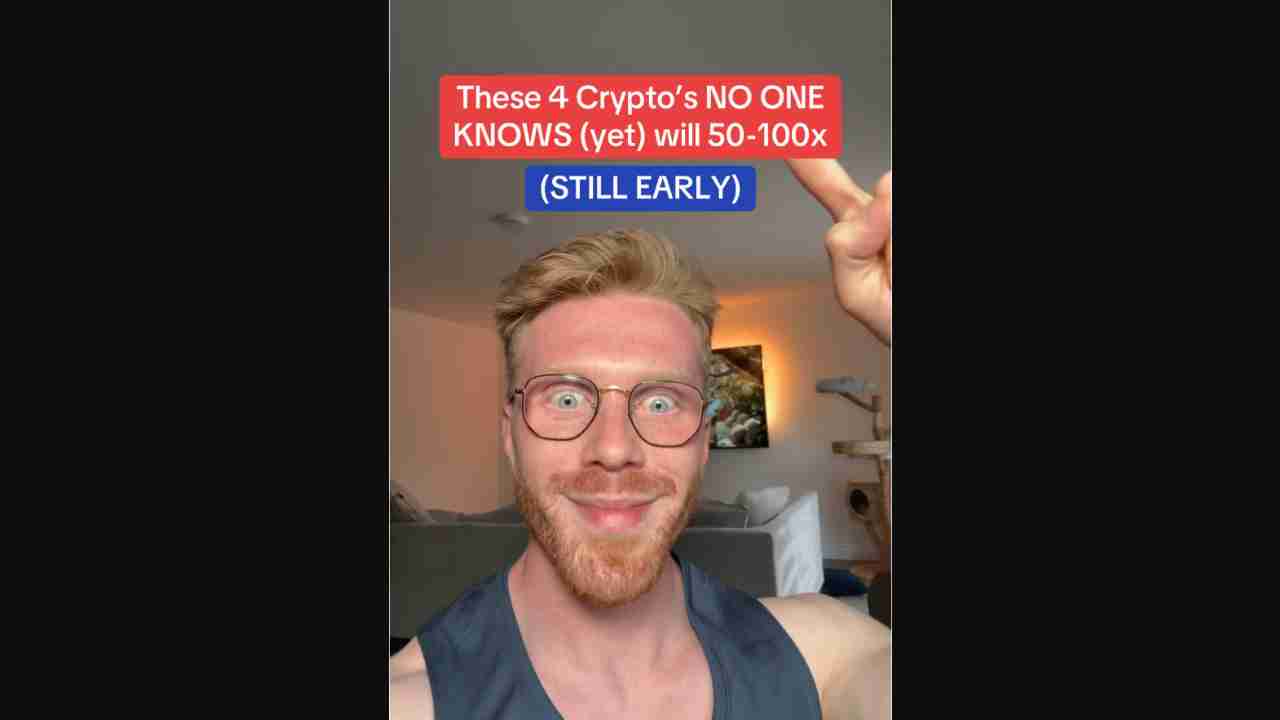 These 4 Crypto’s NO ONE
KNOWS (yet) will 50-100x
(STILL EARLY)